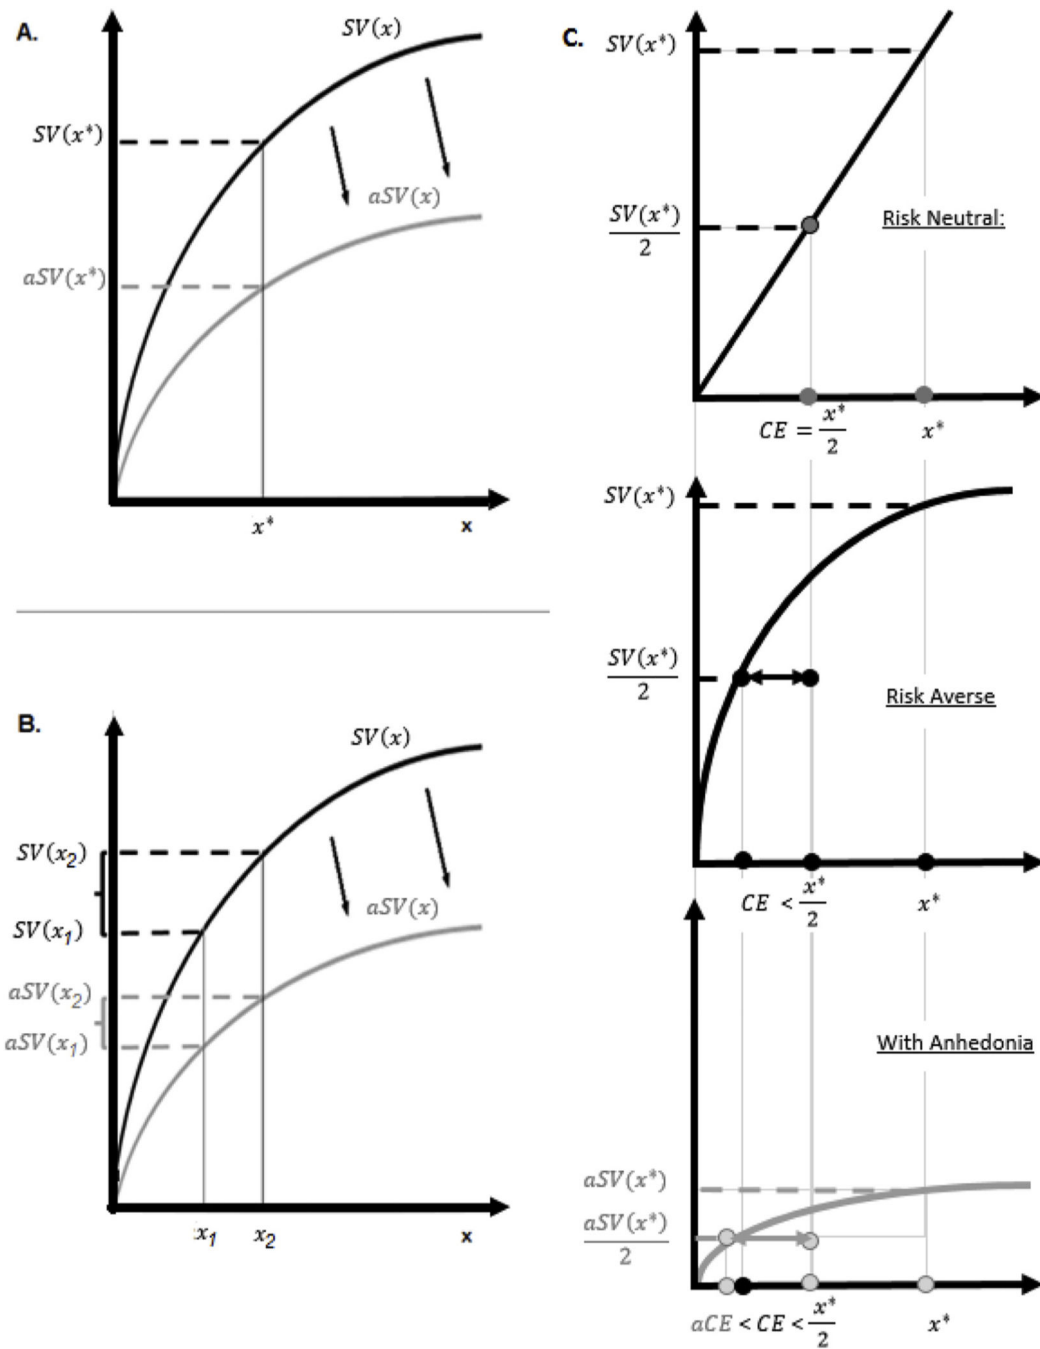 A.
SV(x)
SV(x*)
aSV(x)
aSV(x*)
x*
x
B.
SV(x)
SV(x₂)
SV(x₁)
aSV(x)
aSV(x₂)
aSV(x₁)
x₁
x₂
x
C.
SV(x*)
SV(x*)/2
Risk Neutral:
CE = x*/2
x*
SV(x*)
SV(x*)/2
Risk Averse
CE < x*/2
x*
With Anhedonia
aSV(x*)
aSV(x*)/2
aCE < CE < x*/2
x*